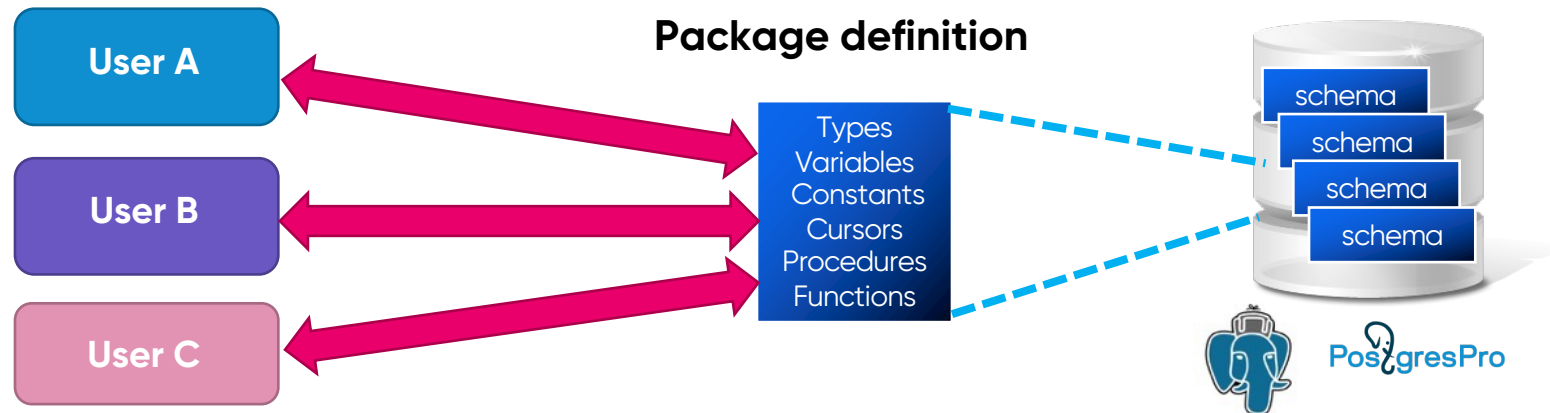 Package definition
User A
User B
User C
Types
Variables
Constants
Cursors
Procedures
Functions
schema
schema
schema
schema
PostgresPro